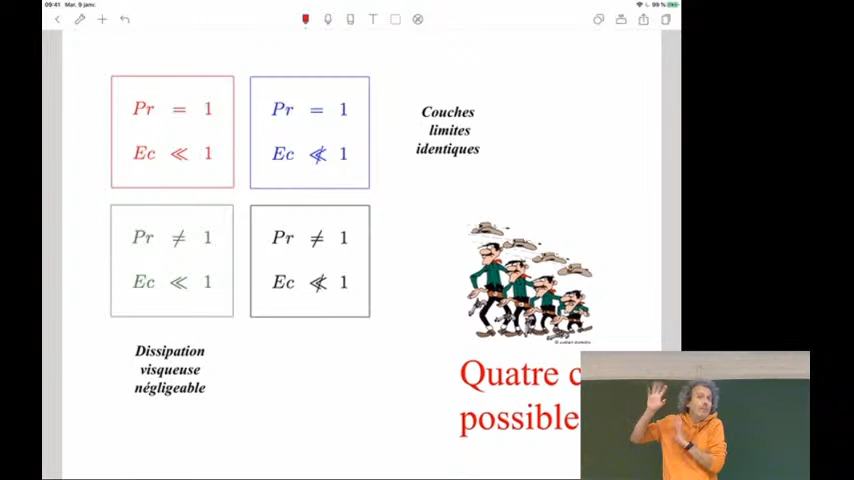 09:41 Mar. 9 janv.
99 %
T
Pr = 1
Ec ≪ 1
Pr = 1
Ec ≪̸ 1
Couches
limites
identiques
Pr ≠ 1
Ec ≪ 1
Pr ≠ 1
Ec ≪̸ 1
Dissipation
visqueuse
négligeable
Quatre c
possible